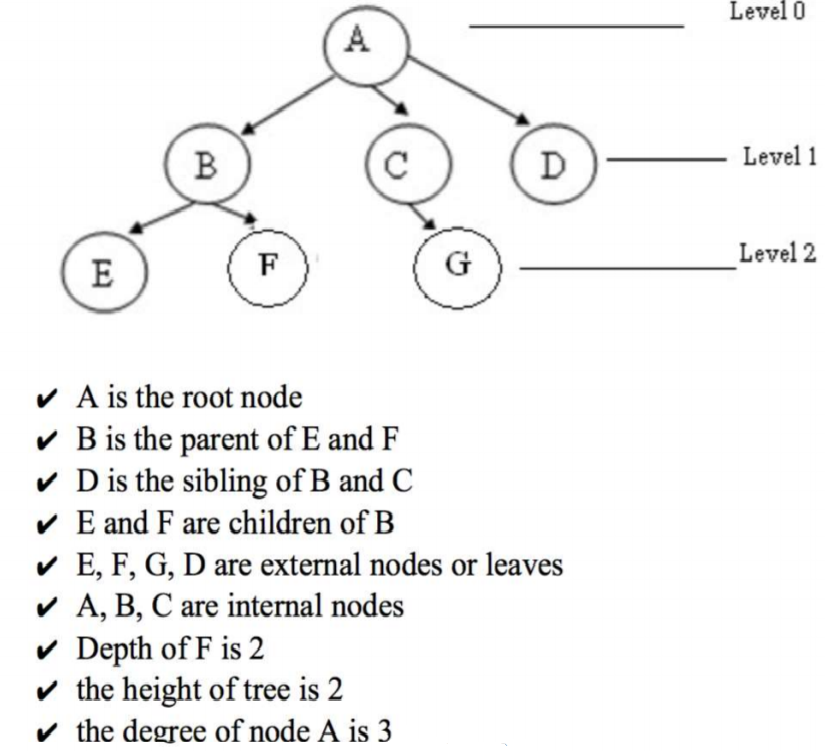 Level 0
A
B
C
D
Level 1
E
F
G
Level 2
✔ A is the root node
✔ B is the parent of E and F
✔ D is the sibling of B and C
✔ E and F are children of B
✔ E, F, G, D are external nodes or leaves
✔ A, B, C are internal nodes
✔ Depth of F is 2
✔ the height of tree is 2
✔ the degree of node A is 3